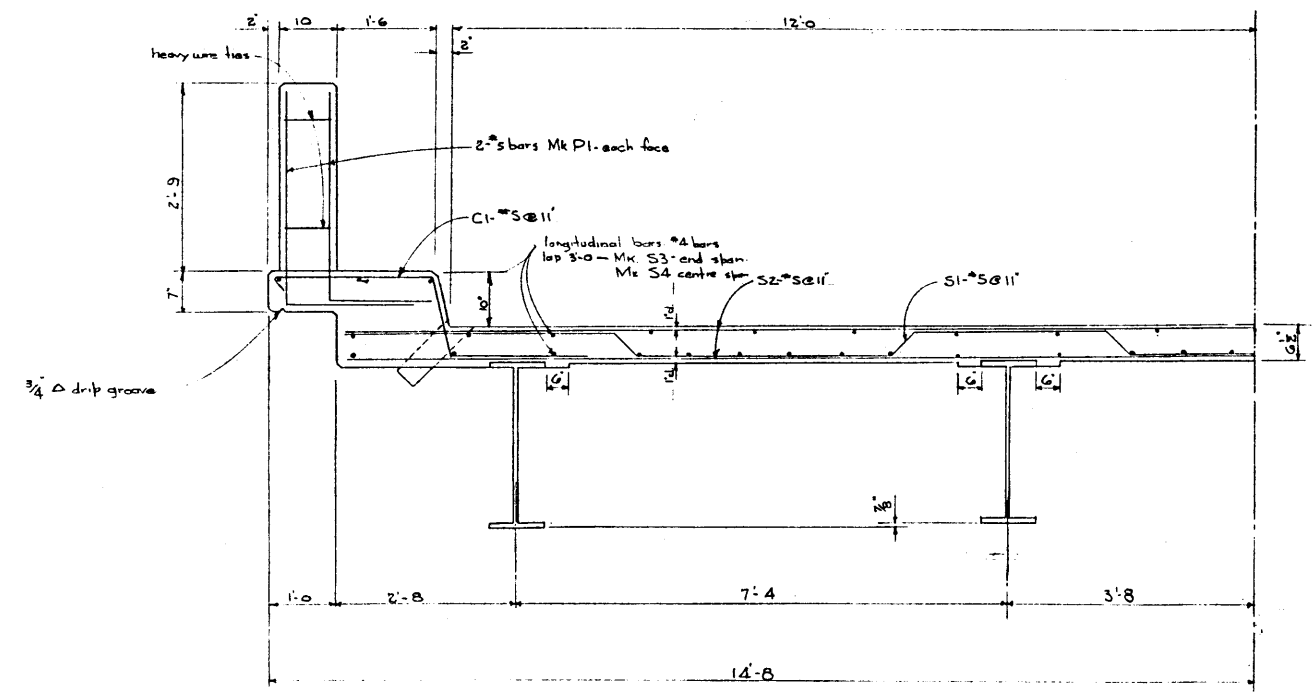 2" 10 1'-6 12'-0
2"
heavy wire ties
2-#5 bars Mk P1-each face
2'-9
C1-#5@11"
longitudinal bars #4 bars
lap 3'-0 - Mk. S3-end span.
Mk S4 centre span
S2-#5@11"
S1-#5@11"
7"
10"
3/4" Δ drip groove
6" 6" 6"
1'-0 2'-8 7'-4 3'-8
14'-8